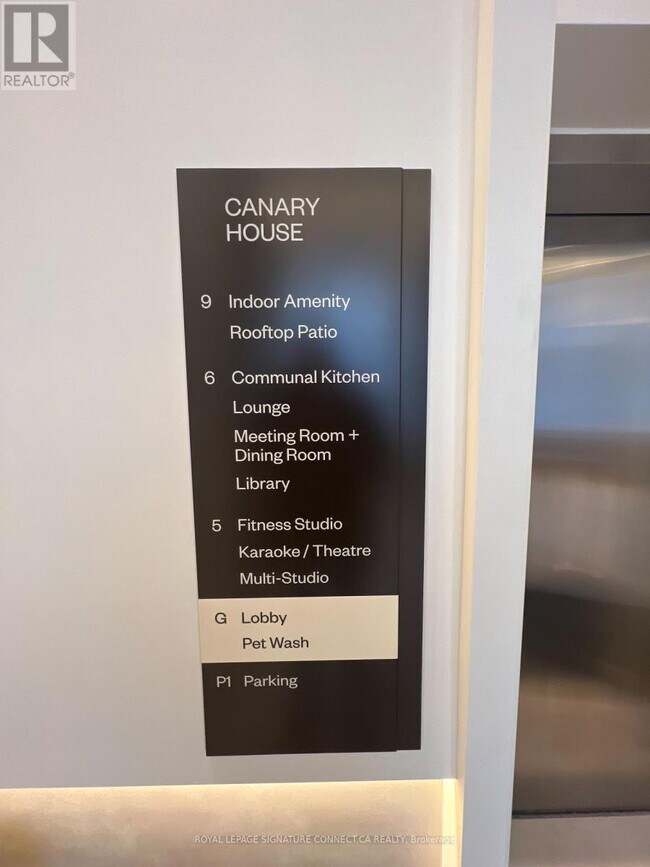 R
REALTOR®
CANARY
HOUSE
9 Indoor Amenity
Rooftop Patio
6 Communal Kitchen
Lounge
Meeting Room +
Dining Room
Library
5 Fitness Studio
Karaoke / Theatre
Multi-Studio
G Lobby
Pet Wash
P1 Parking
ROYAL LEPAGE SIGNATURE CONNECT.CA REALTY, Brokerage